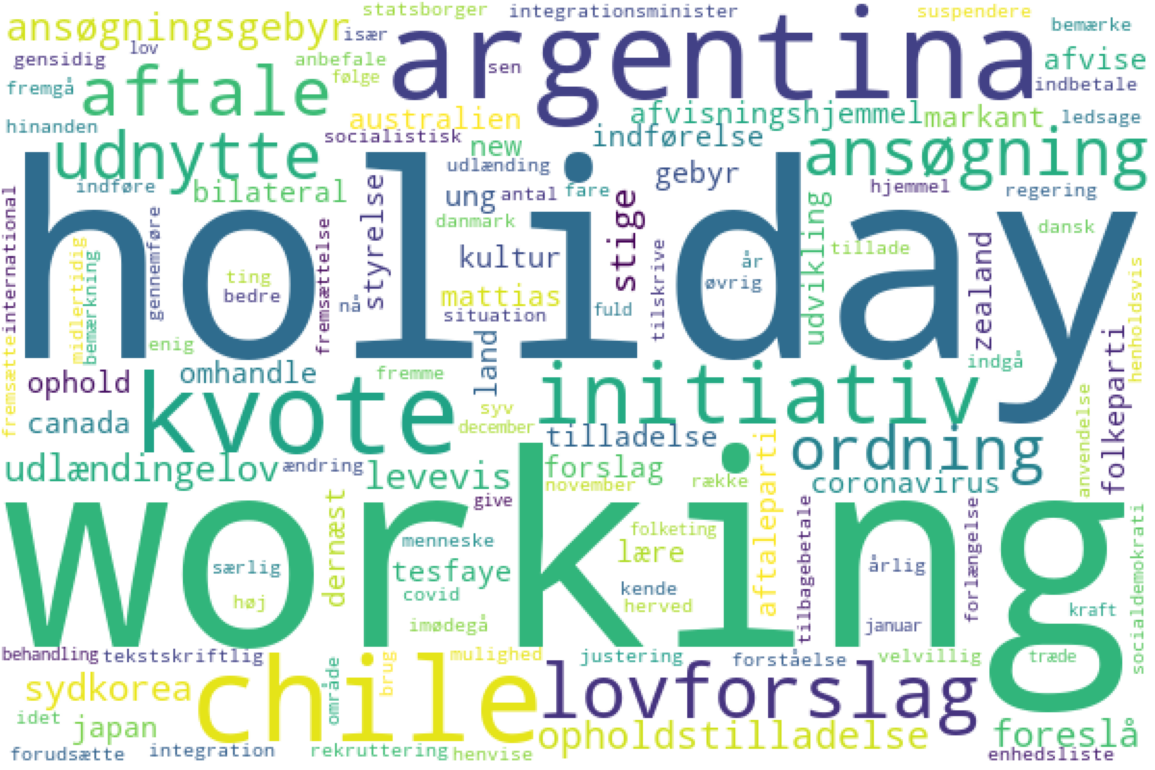 statsborger integrationsminister suspendere
ansøgningsgebyr især argentina bemærke
gensidig lov anbefale sen afvise
fremgå aftale følge indbetale
hinanden australien afvisningshjemmel markant ledsage
udnytte socialistisk new indførelse ansøgning
holiday
indføre bilateral udlænding ung antal fare gebyr hjemmel regering
international gennemføre fremsættelse styrelse danmark stige udvikling tillade dansk
midlertidig bemærkning ting bedre kultur tilskrive år øvrig zealand
fremsætte nå mattias situation fuld henholdsvis
enig land indgå folkeparti
ophold omhandle fremme initiativ
canada kvote syv december tilladelse ordning anvendelse
udlændingelov ændring levevis forslag aftaleparti coronavirus
working
give november række
dernæst menneske folketing lære tilbagebetale forlængelse socialdemokrati
særlig tesfaye kende årlig
høj covid herved kraft
imødegå januar
behandling tekstskriftlig mulighed justering forståelse velvillig træde
sydkorea chile område brug lovforslag
idet japan opholdstilladelse foreslå
forudsætte integration rekruttering henvise enhedsliste